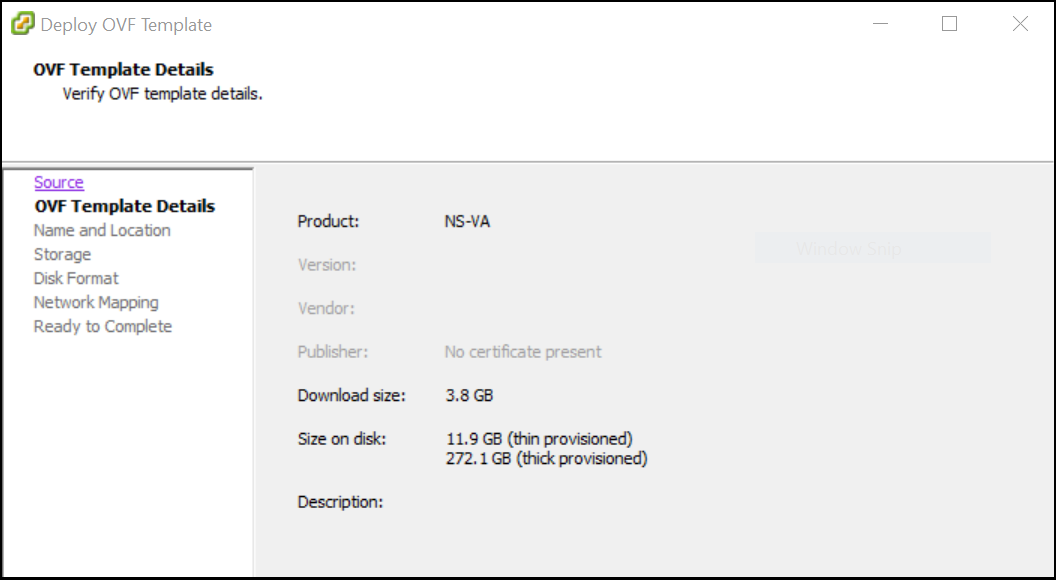 Deploy OVF Template
OVF Template Details
Verify OVF template details.
Source
OVF Template Details
Name and Location
Storage
Disk Format
Network Mapping
Ready to Complete
Product: NS-VA
Window Snip
Version:
Vendor:
Publisher: No certificate present
Download size: 3.8 GB
Size on disk: 11.9 GB (thin provisioned)
272.1 GB (thick provisioned)
Description: